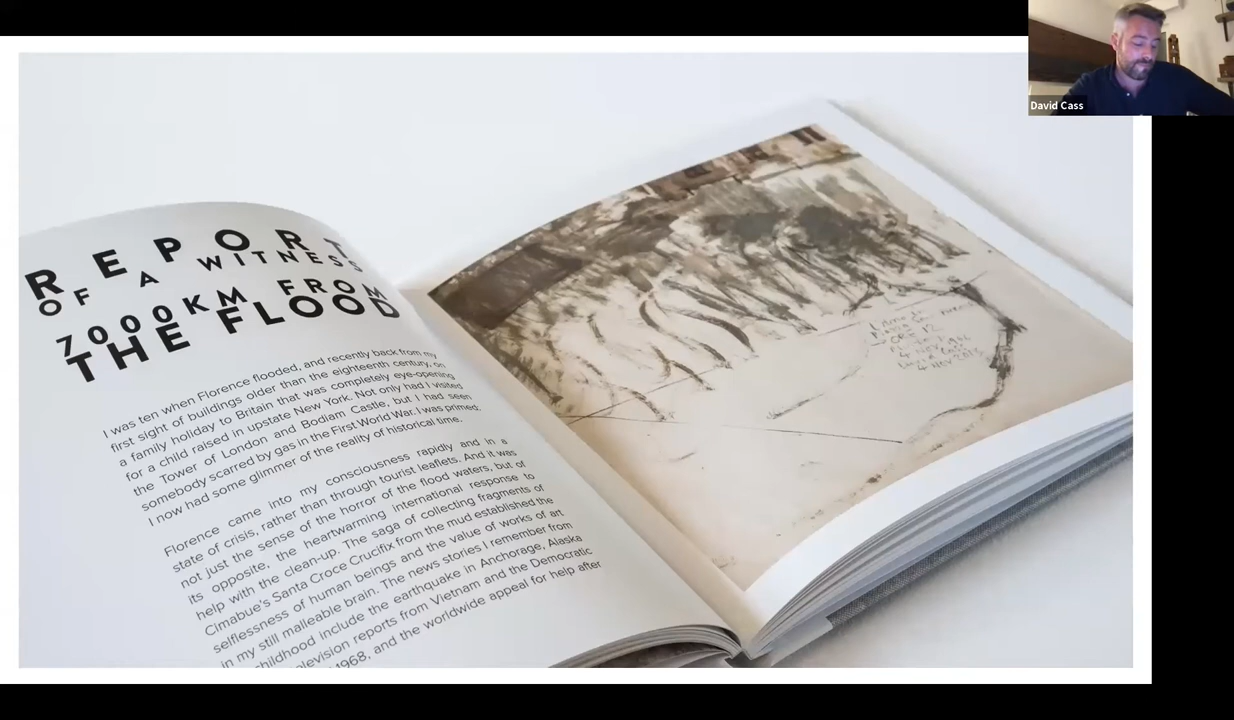 David Cass
REPORT
OF A WITNESS
7000KM FROM
THE FLOOD
I was ten when Florence flooded, and recently back from my
first sight of buildings older than the eighteenth century, on
a family holiday to Britain that was completely eye-opening
for a child raised in upstate New York. Not only had I visited
the Tower of London and Bodiam Castle, but I had seen
somebody scarred by gas in the First World War. I was primed:
I now had some glimmer of the reality of historical time.
Florence came into my consciousness rapidly and in a
state of crisis, rather than through tourist leaflets. And it was
not just the sense of the horror of the flood waters, but of
its opposite, the heartwarming international response to
help with the clean-up. The saga of collecting fragments of
Cimabue's Santa Croce Crucifix from the mud established the
selflessness of human beings and the value of works of art
in my still malleable brain. The news stories I remember from
childhood include the earthquake in Anchorage, Alaska
television reports from Vietnam and the Democratic
1968, and the worldwide appeal for help after
L'Arno
4 Nov 1966
David Cass
4 Nov